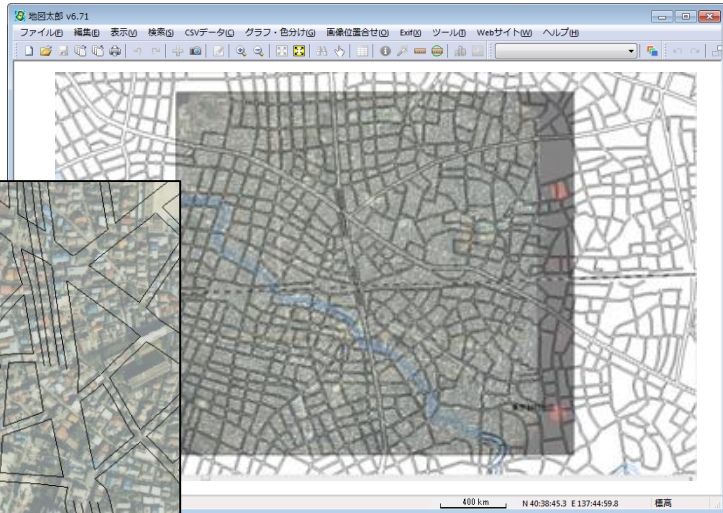 地図太郎 v6.71
ファイル(F) 編集(E) 表示(V) 検索(S) CSVデータ(C) グラフ・色分け(G) 画像位置合せ(O) Exif(X) ツール(T) Webサイト(W) ヘルプ(H)
400 km N 40:38:45.3 E 137:44:59.8 標高